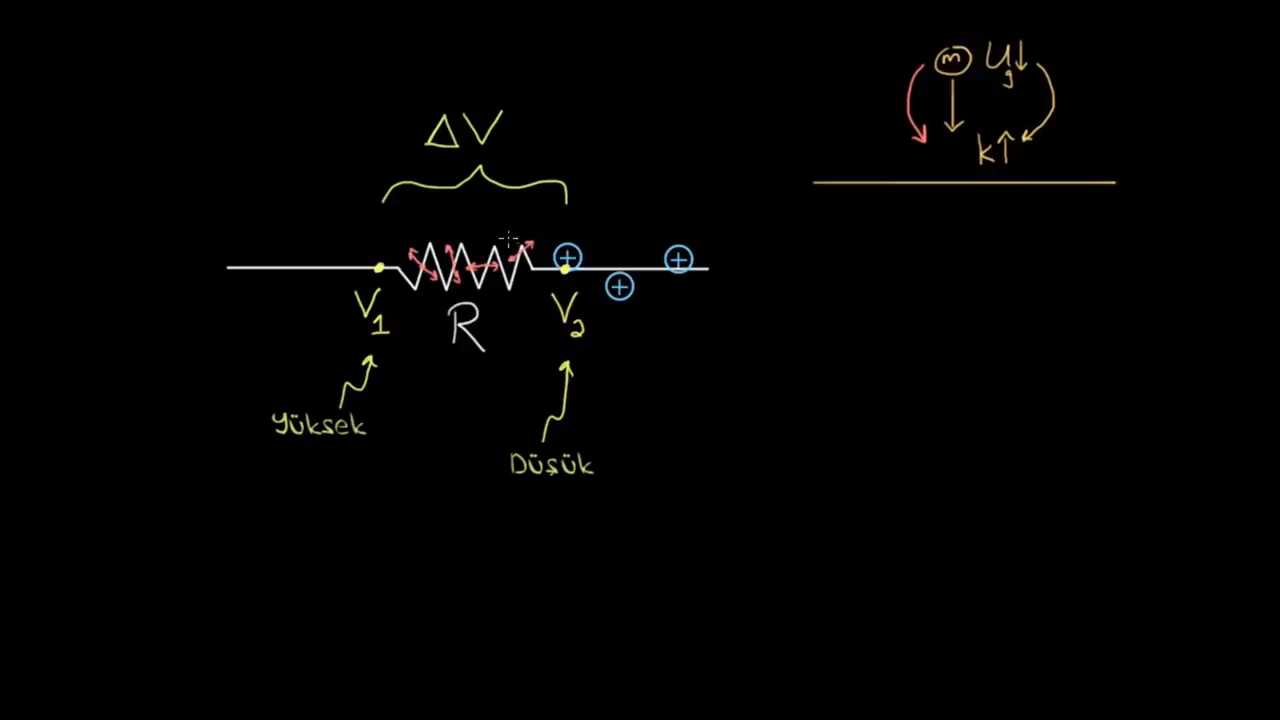 m Ug↓
k↑
ΔV
+ + +
V1 R V2
Yüksek
Düşük